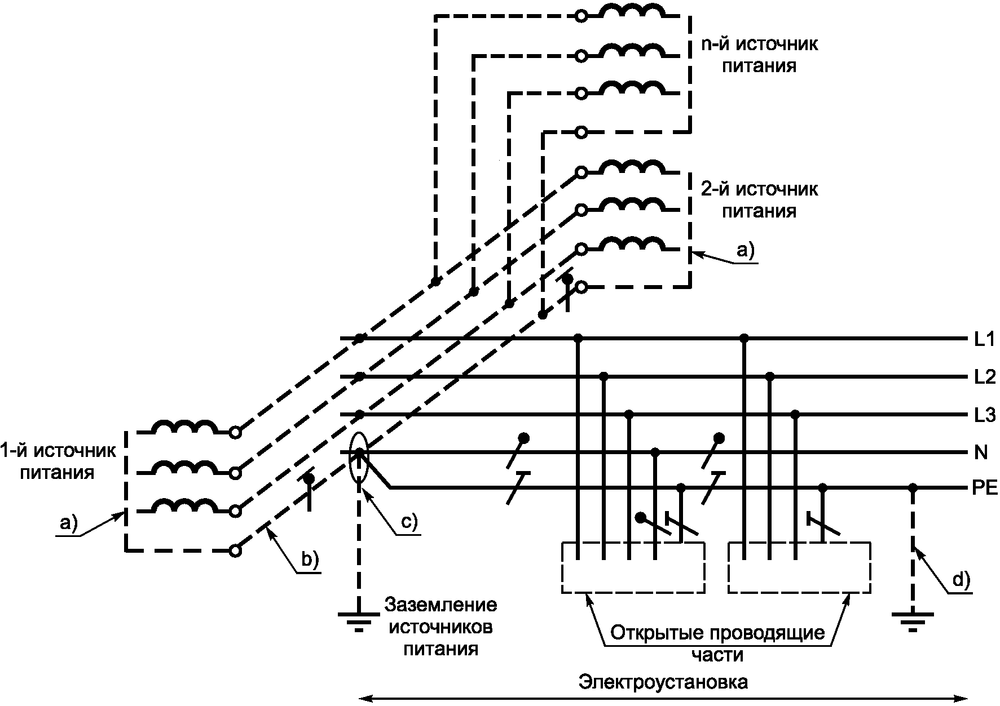 n-й источник
питания
2-й источник
питания
a)
L1
L2
L3
N
PE
1-й источник
питания
a)
b)
c)
d)
Заземление
источников
питания
Открытые проводящие
части
Электроустановка